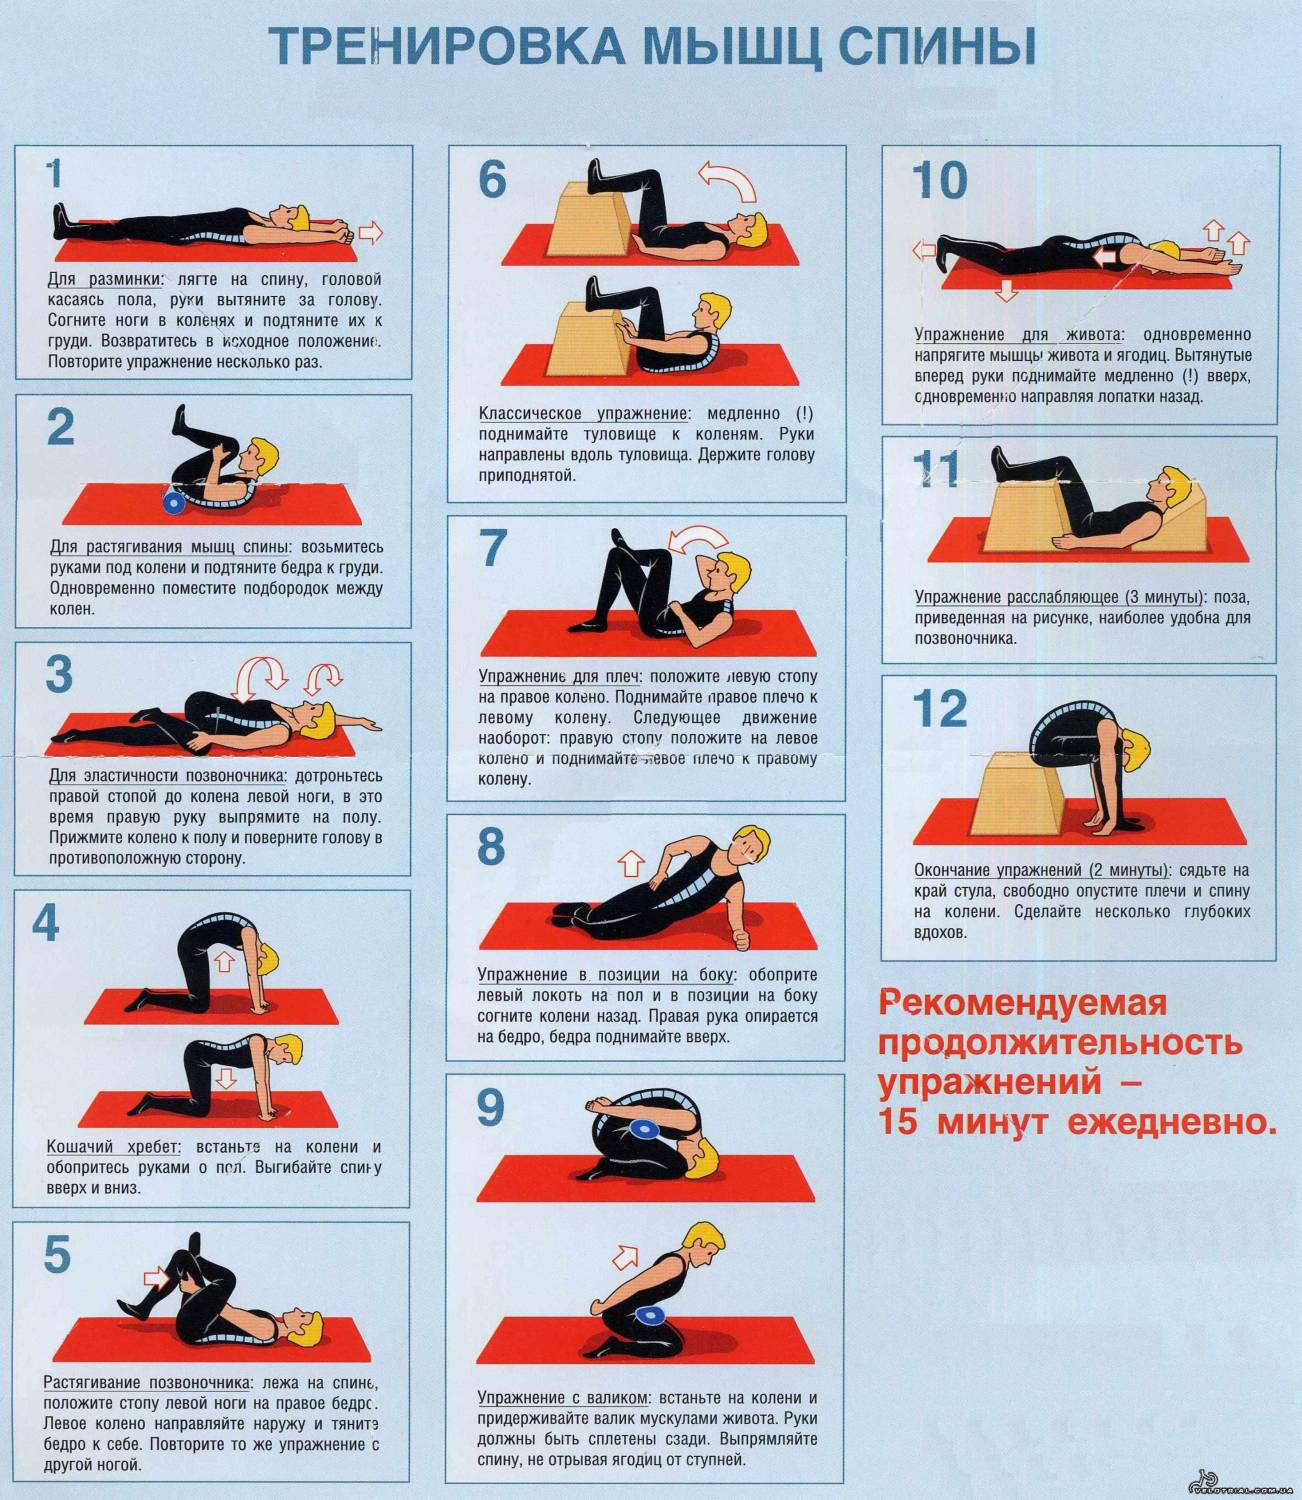 ТРЕНИРОВКА МЫШЦ СПИНЫ
1
Для разминки: лягте на спину, головой
касаясь пола, руки вытяните за голову.
Согните ноги в коленях и подтяните их к
груди. Возвратитесь в исходное положение.
Повторите упражнение несколько раз.
2
Для растягивания мышц спины: возьмитесь
руками под колени и подтяните бедра к груди.
Одновременно поместите подбородок между
колен.
3
Для эластичности позвоночника: дотроньтесь
правой стопой до колена левой ноги, в это
время правую руку выпрямите на полу.
Прижмите колено к полу и поверните голову в
противоположную сторону.
4
Кошачий хребет: встаньте на колени и
обопритесь руками о пол. Выгибайте спину
вверх и вниз.
5
Растягивание позвоночника: лежа на спине,
положите стопу левой ноги на правое бедро.
Левое колено направляйте наружу и тяните
бедро к себе. Повторите то же упражнение с
другой ногой.
6
Классическое упражнение: медленно (!)
поднимайте туловище к коленям. Руки
направлены вдоль туловища. Держите голову
приподнятой.
7
Упражнение для плеч: положите левую стопу
на правое колено. Поднимайте правое плечо к
левому колену. Следующее движение
наоборот: правую стопу положите на левое
колено и поднимайте левое плечо к правому
колену.
8
Упражнение в позиции на боку: обоприте
левый локоть на пол и в позиции на боку
согните колени назад. Правая рука опирается
на бедро, бедра поднимайте вверх.
9
Упражнение с валиком: встаньте на колени и
придерживайте валик мускулами живота. Руки
должны быть сплетены сзади. Выпрямляйте
спину, не отрывая ягодиц от ступней.
10
Упражнение для живота: одновременно
напрягите мышцы живота и ягодиц. Вытянутые
вперед руки поднимайте медленно (!) вверх,
одновременно направляя лопатки назад.
11
Упражнение расслабляющее (3 минуты): поза,
приведенная на рисунке, наиболее удобна для
позвоночника.
12
Окончание упражнений (2 минуты): сядьте на
край стула, свободно опустите плечи и спину
на колени. Сделайте несколько глубоких
вдохов.
Рекомендуемая
продолжительность
упражнений –
15 минут ежедневно.
VELOTRIAL.COM.UA